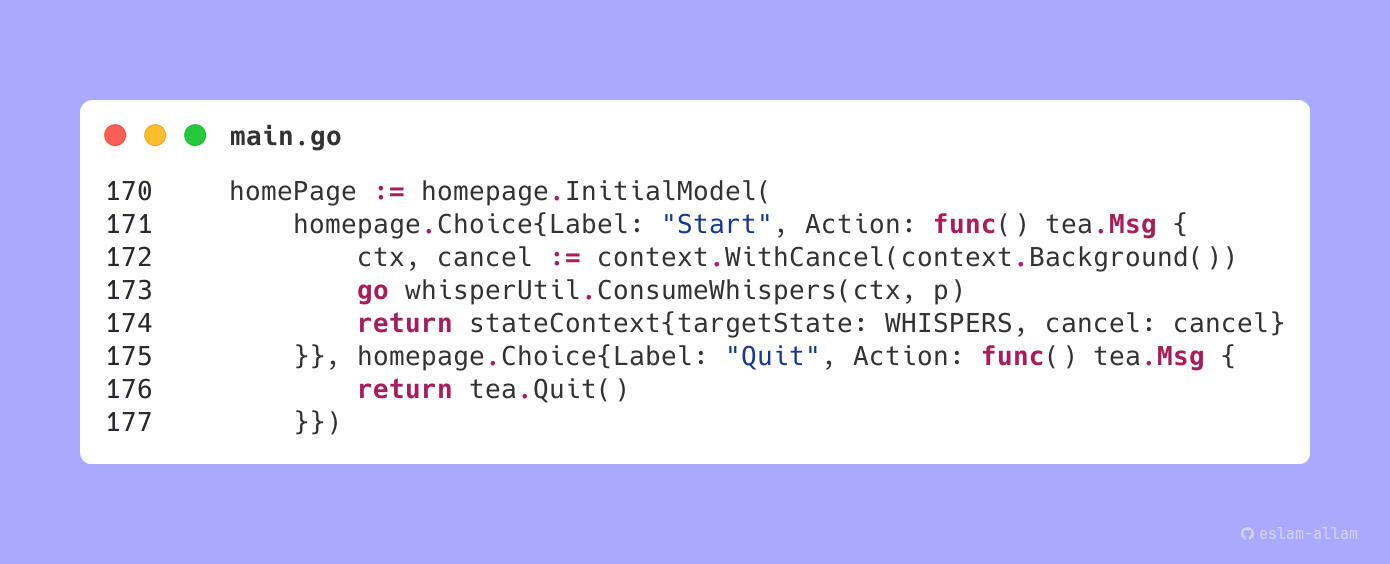 main.go
170     homePage := homepage.InitialModel(
171         homepage.Choice{Label: "Start", Action: func() tea.Msg {
172             ctx, cancel := context.WithCancel(context.Background())
173             go whisperUtil.ConsumeWhispers(ctx, p)
174             return stateContext{targetState: WHISPERS, cancel: cancel}
175         }}, homepage.Choice{Label: "Quit", Action: func() tea.Msg {
176             return tea.Quit()
177         }})
eslam-allam